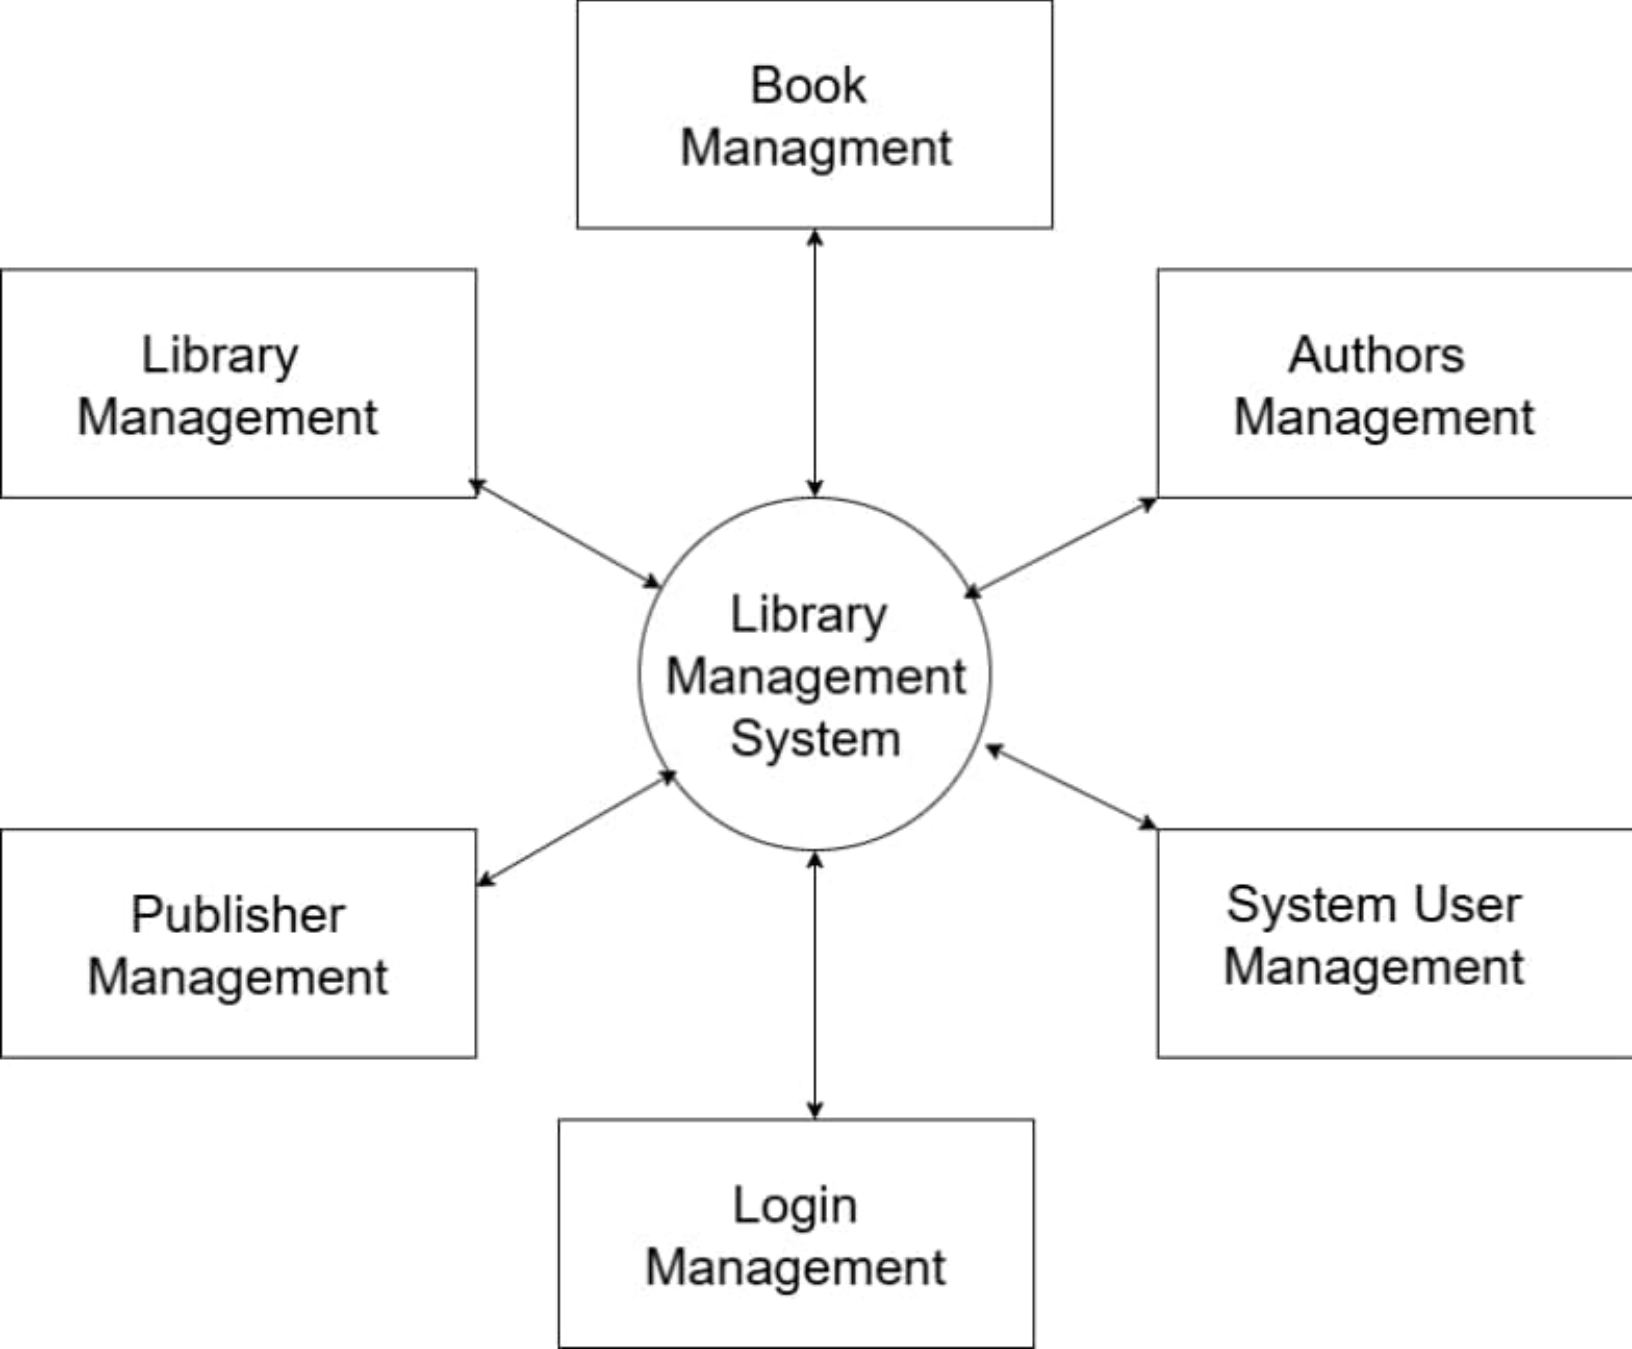 Book
Managment
Library
Management
Authors
Management
Library
Management
System
Publisher
Management
System User
Management
Login
Management